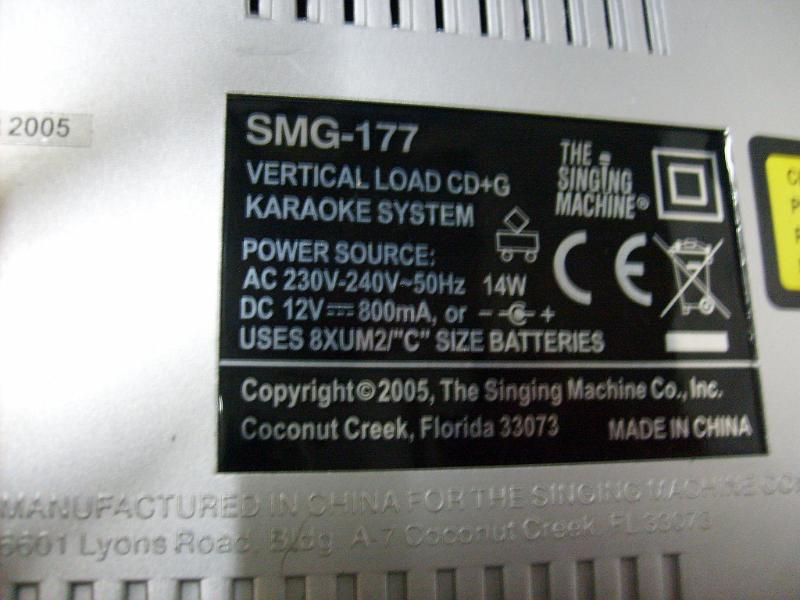 2005
SMG-177
VERTICAL LOAD CD+G
KARAOKE SYSTEM
THE
SINGING
MACHINE®
POWER SOURCE:
AC 230V-240V~50Hz 14W
DC 12V⎓800mA, or
USES 8XUM2/"C" SIZE BATTERIES
CE
Copyright©2005, The Singing Machine Co., Inc.
Coconut Creek, Florida 33073 MADE IN CHINA
MANUFACTURED IN CHINA FOR THE SINGING MACHINE CO
6601 Lyons Road, Bldg A-7 Coconut Creek, FL 33073